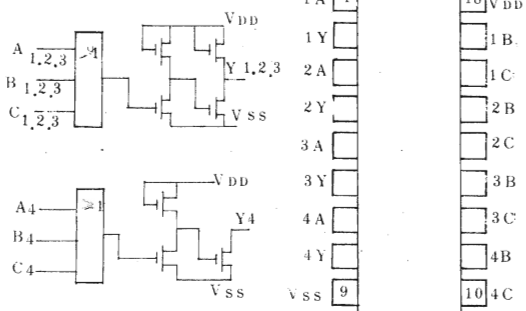 VDD
A 1.2.3
≥1
B 1.2.3
Y 1.2.3
C 1.2.3
VSS
VDD
A4
≥1
Y4
B4
C4
VSS
1A
VDD
1Y
1B
2A
1C
2Y
2B
3A
2C
3Y
3B
4A
3C
4Y
4B
VSS 9
10 4C